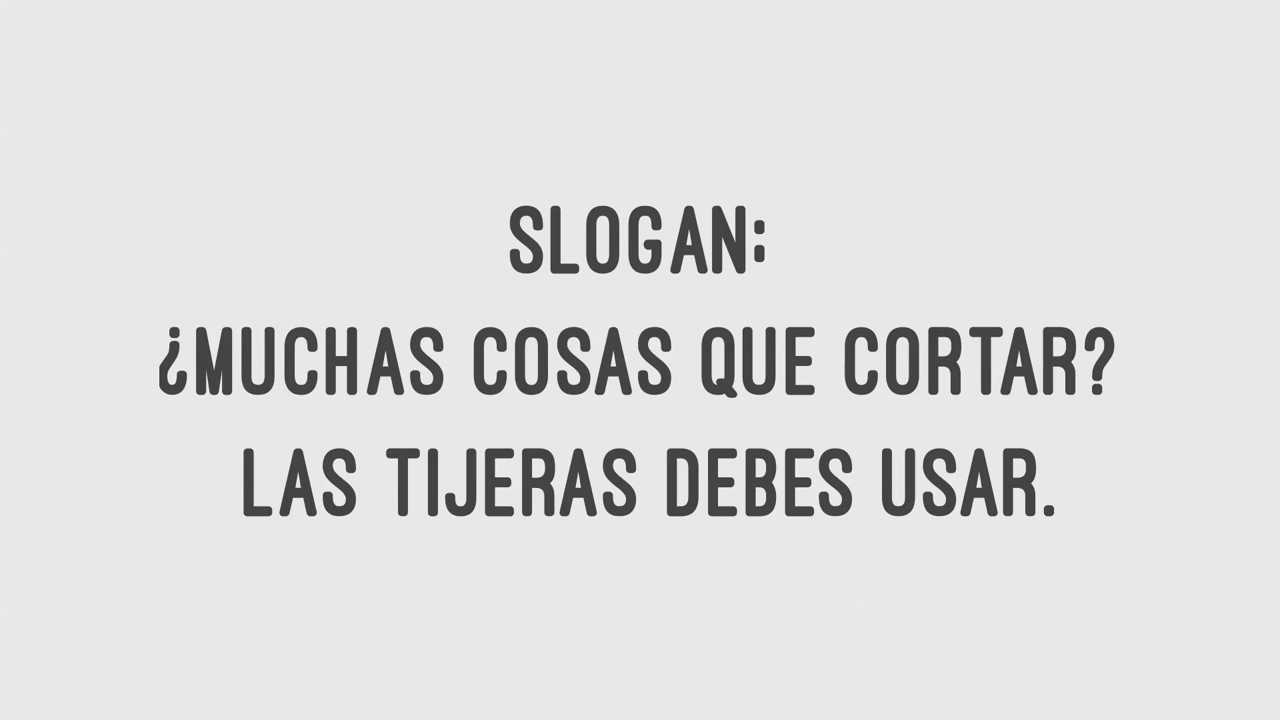 SLOGAN:
¿MUCHAS COSAS QUE CORTAR?
LAS TIJERAS DEBES USAR.